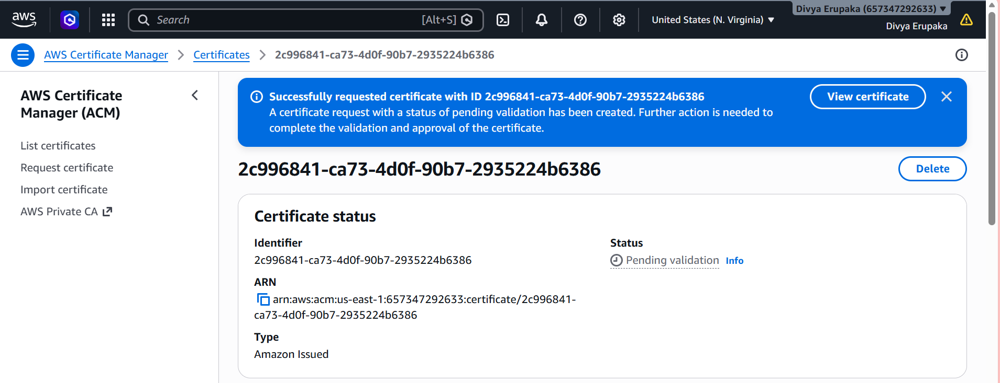 aws
Search
[Alt+S]
United States (N. Virginia)
Divya Erupaka (657347292633)
Divya Erupaka
AWS Certificate Manager
Certificates
2c996841-ca73-4d0f-90b7-2935224b6386
AWS Certificate
Manager (ACM)
List certificates
Request certificate
Import certificate
AWS Private CA
Successfully requested certificate with ID 2c996841-ca73-4d0f-90b7-2935224b6386
A certificate request with a status of pending validation has been created. Further action is needed to
complete the validation and approval of the certificate.
View certificate
2c996841-ca73-4d0f-90b7-2935224b6386
Delete
Certificate status
Identifier
2c996841-ca73-4d0f-90b7-2935224b6386
ARN
arn:aws:acm:us-east-1:657347292633:certificate/2c996841-
ca73-4d0f-90b7-2935224b6386
Type
Amazon Issued
Status
Pending validation Info